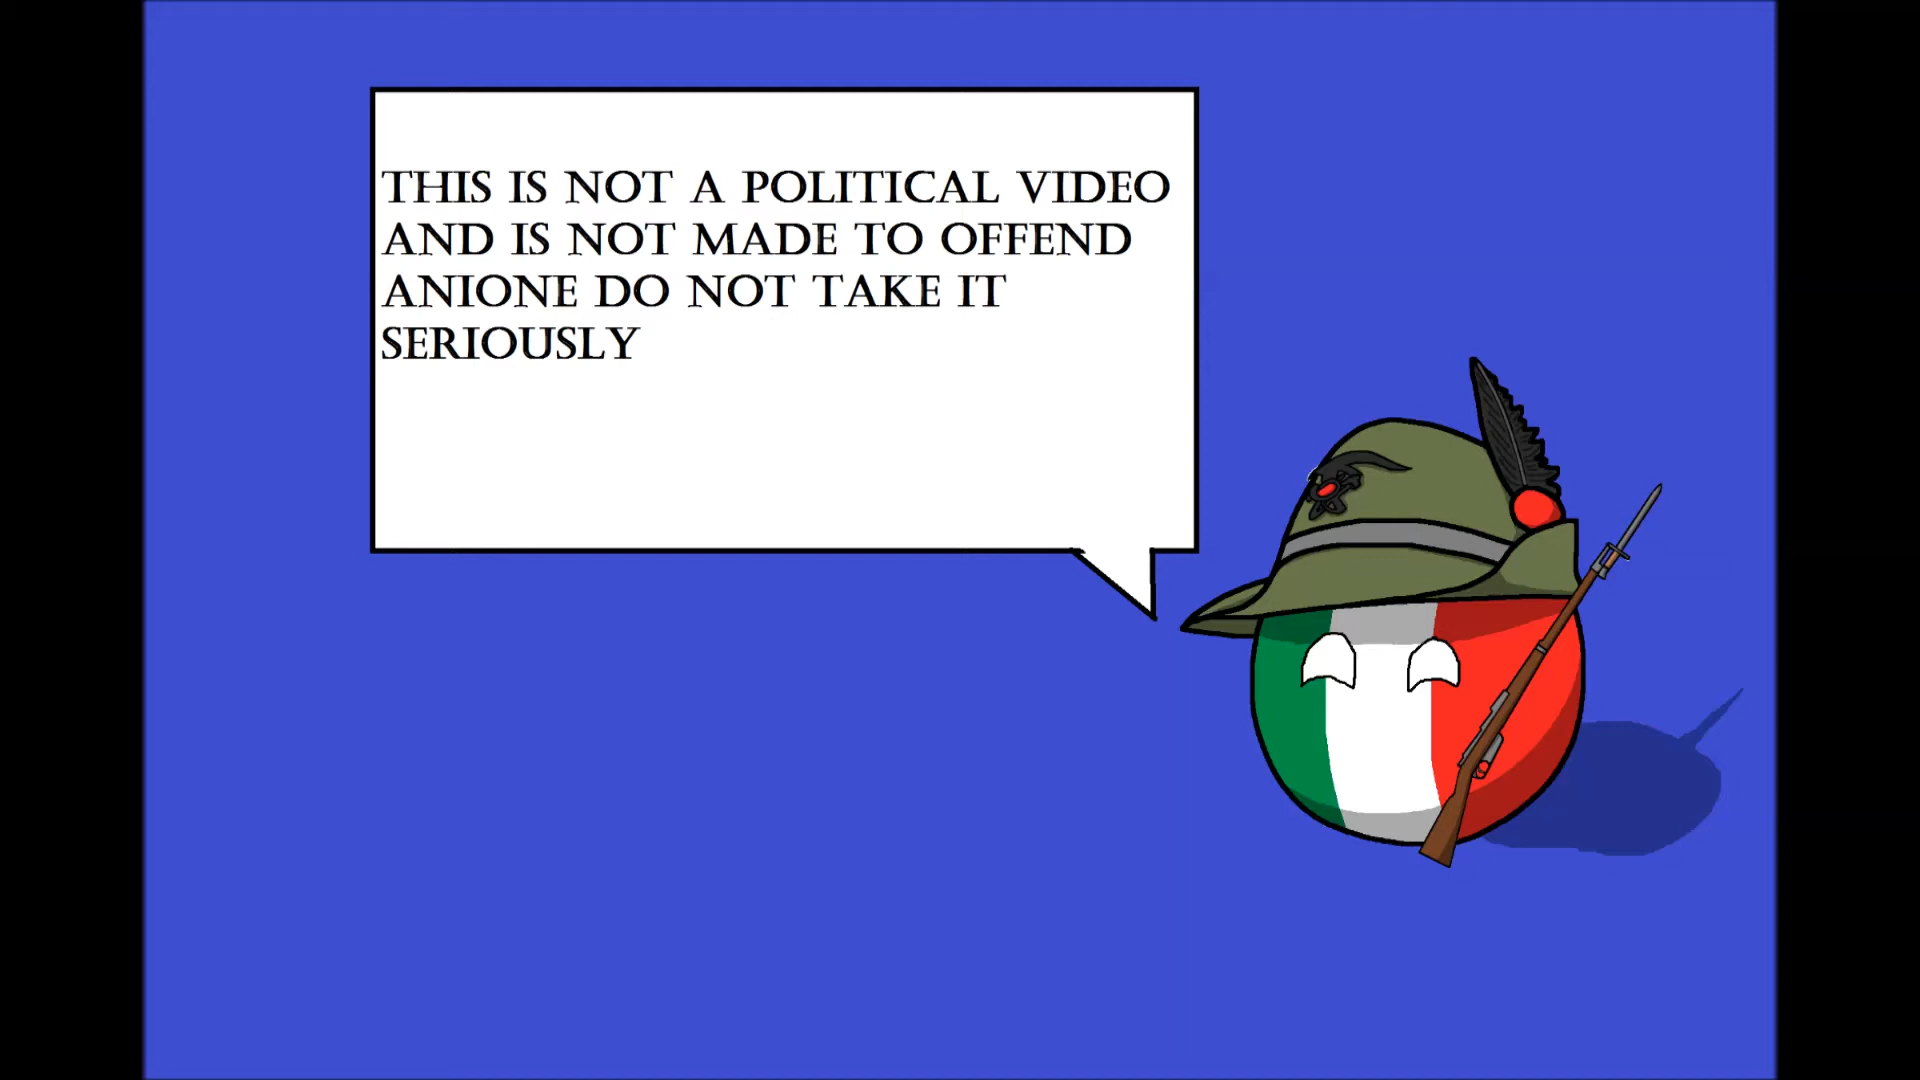 THIS IS NOT A POLITICAL VIDEO
AND IS NOT MADE TO OFFEND
ANIONE DO NOT TAKE IT
SERIOUSLY